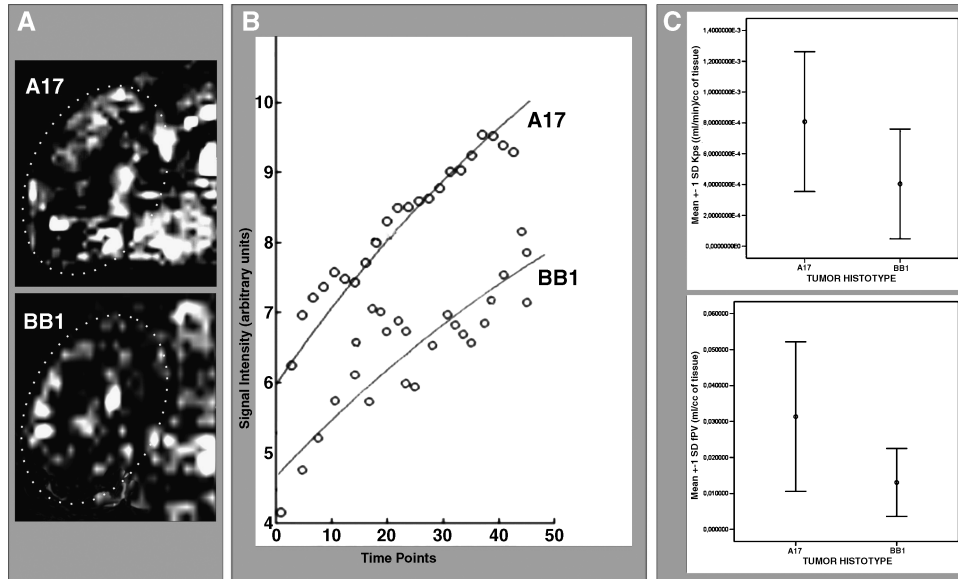 A
A17
BB1
B
Signal Intensity (arbitrary units)
10
9
8
7
6
5
4
A17
BB1
0
10
20
30
40
50
Time Points
C
Mean +-1 SD Kps ((ml/min)/cc of tissue)
1,4000000E-3
1,2000000E-3
1,0000000E-3
8,0000000E-4
6,0000000E-4
4,0000000E-4
2,0000000E-4
0,0000000E0
A17
BB1
TUMOR HISTOTYPE
Mean +-1 SD fPV (ml/cc of tissue)
0,060000
0,050000
0,040000
0,030000
0,020000
0,010000
0,000000
A17
BB1
TUMOR HISTOTYPE